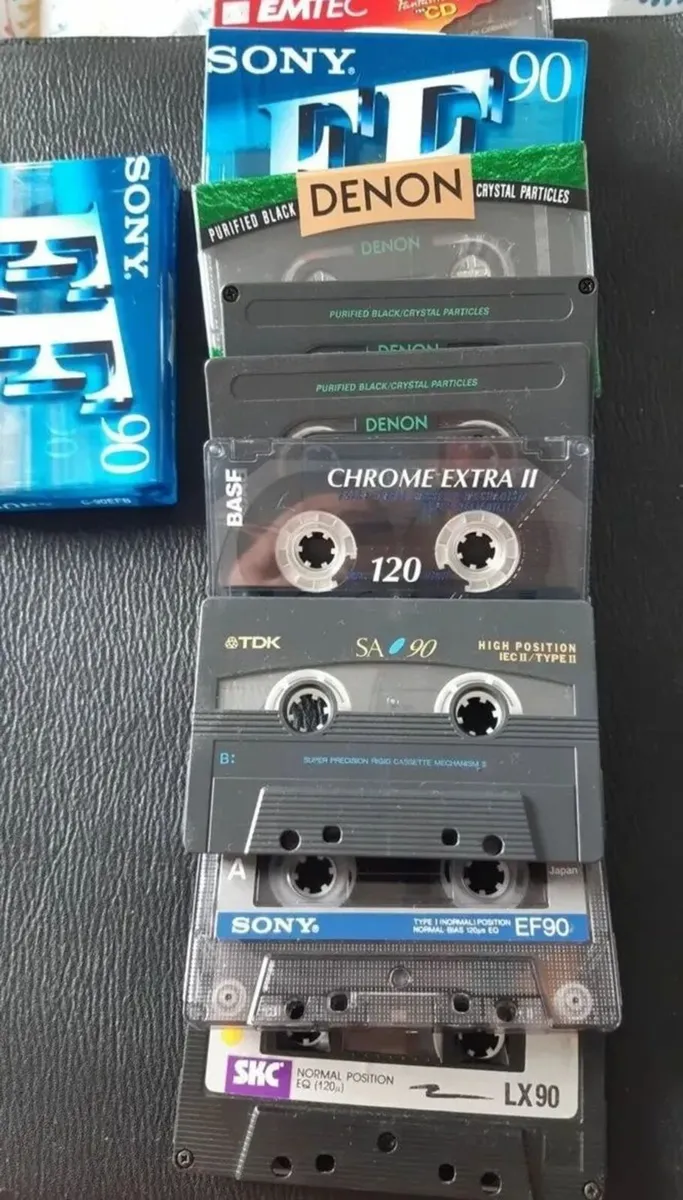 EMTEC
CD
SONY
EF 90
SONY
EF 90
C-90EFB
PURIFIED BLACK DENON CRYSTAL PARTICLES
DENON
PURIFIED BLACK/CRYSTAL PARTICLES
DENON
PURIFIED BLACK/CRYSTAL PARTICLES
DENON
BASF
CHROME EXTRA II
120
TDK SA 90 HIGH POSITION
IEC II/TYPE II
B: SUPER PRECISION RIGID CASSETTE MECHANISM
A Japan
SONY TYPE I (NORMAL) POSITION EF90
NORMAL BIAS 120µs EQ
SKC NORMAL POSITION
EQ (120µ) LX90